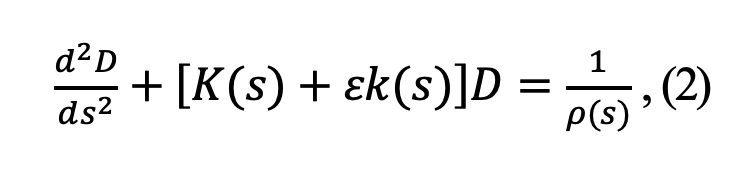 d²D/ds² + [K(s) + εk(s)]D = 1/ρ(s) , (2)